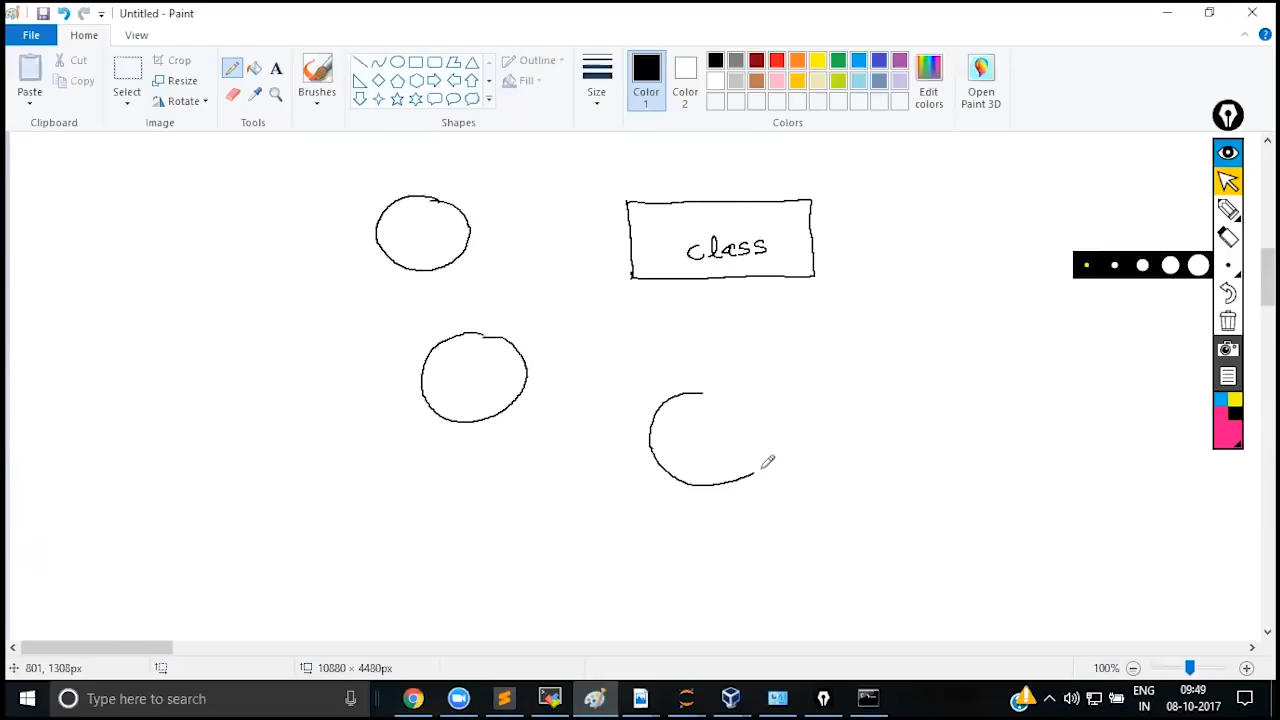 Untitled - Paint
File
Home
View
Paste
Cut
Copy
Clipboard
Select
Crop
Resize
Rotate
Image
A
Tools
Brushes
Shapes
Outline
Fill
Size
Color 1
Color 2
Colors
Edit colors
Open Paint 3D
class
801, 1308px
10880 × 4480px
100%
Type here to search
ENG
IN
09:49
08-10-2017